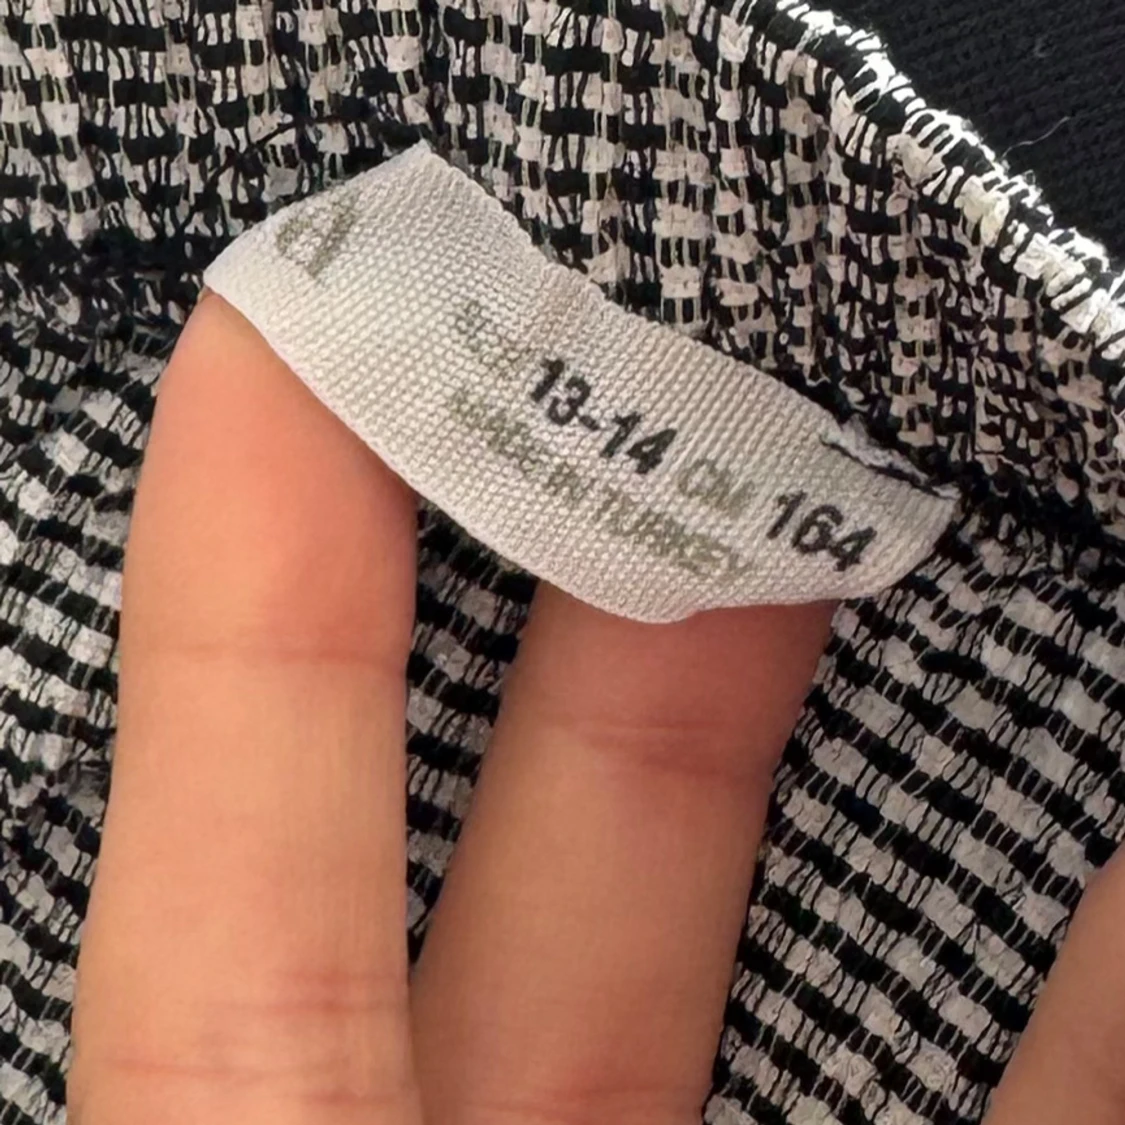 13-14 CM 164
MADE IN TURKEY